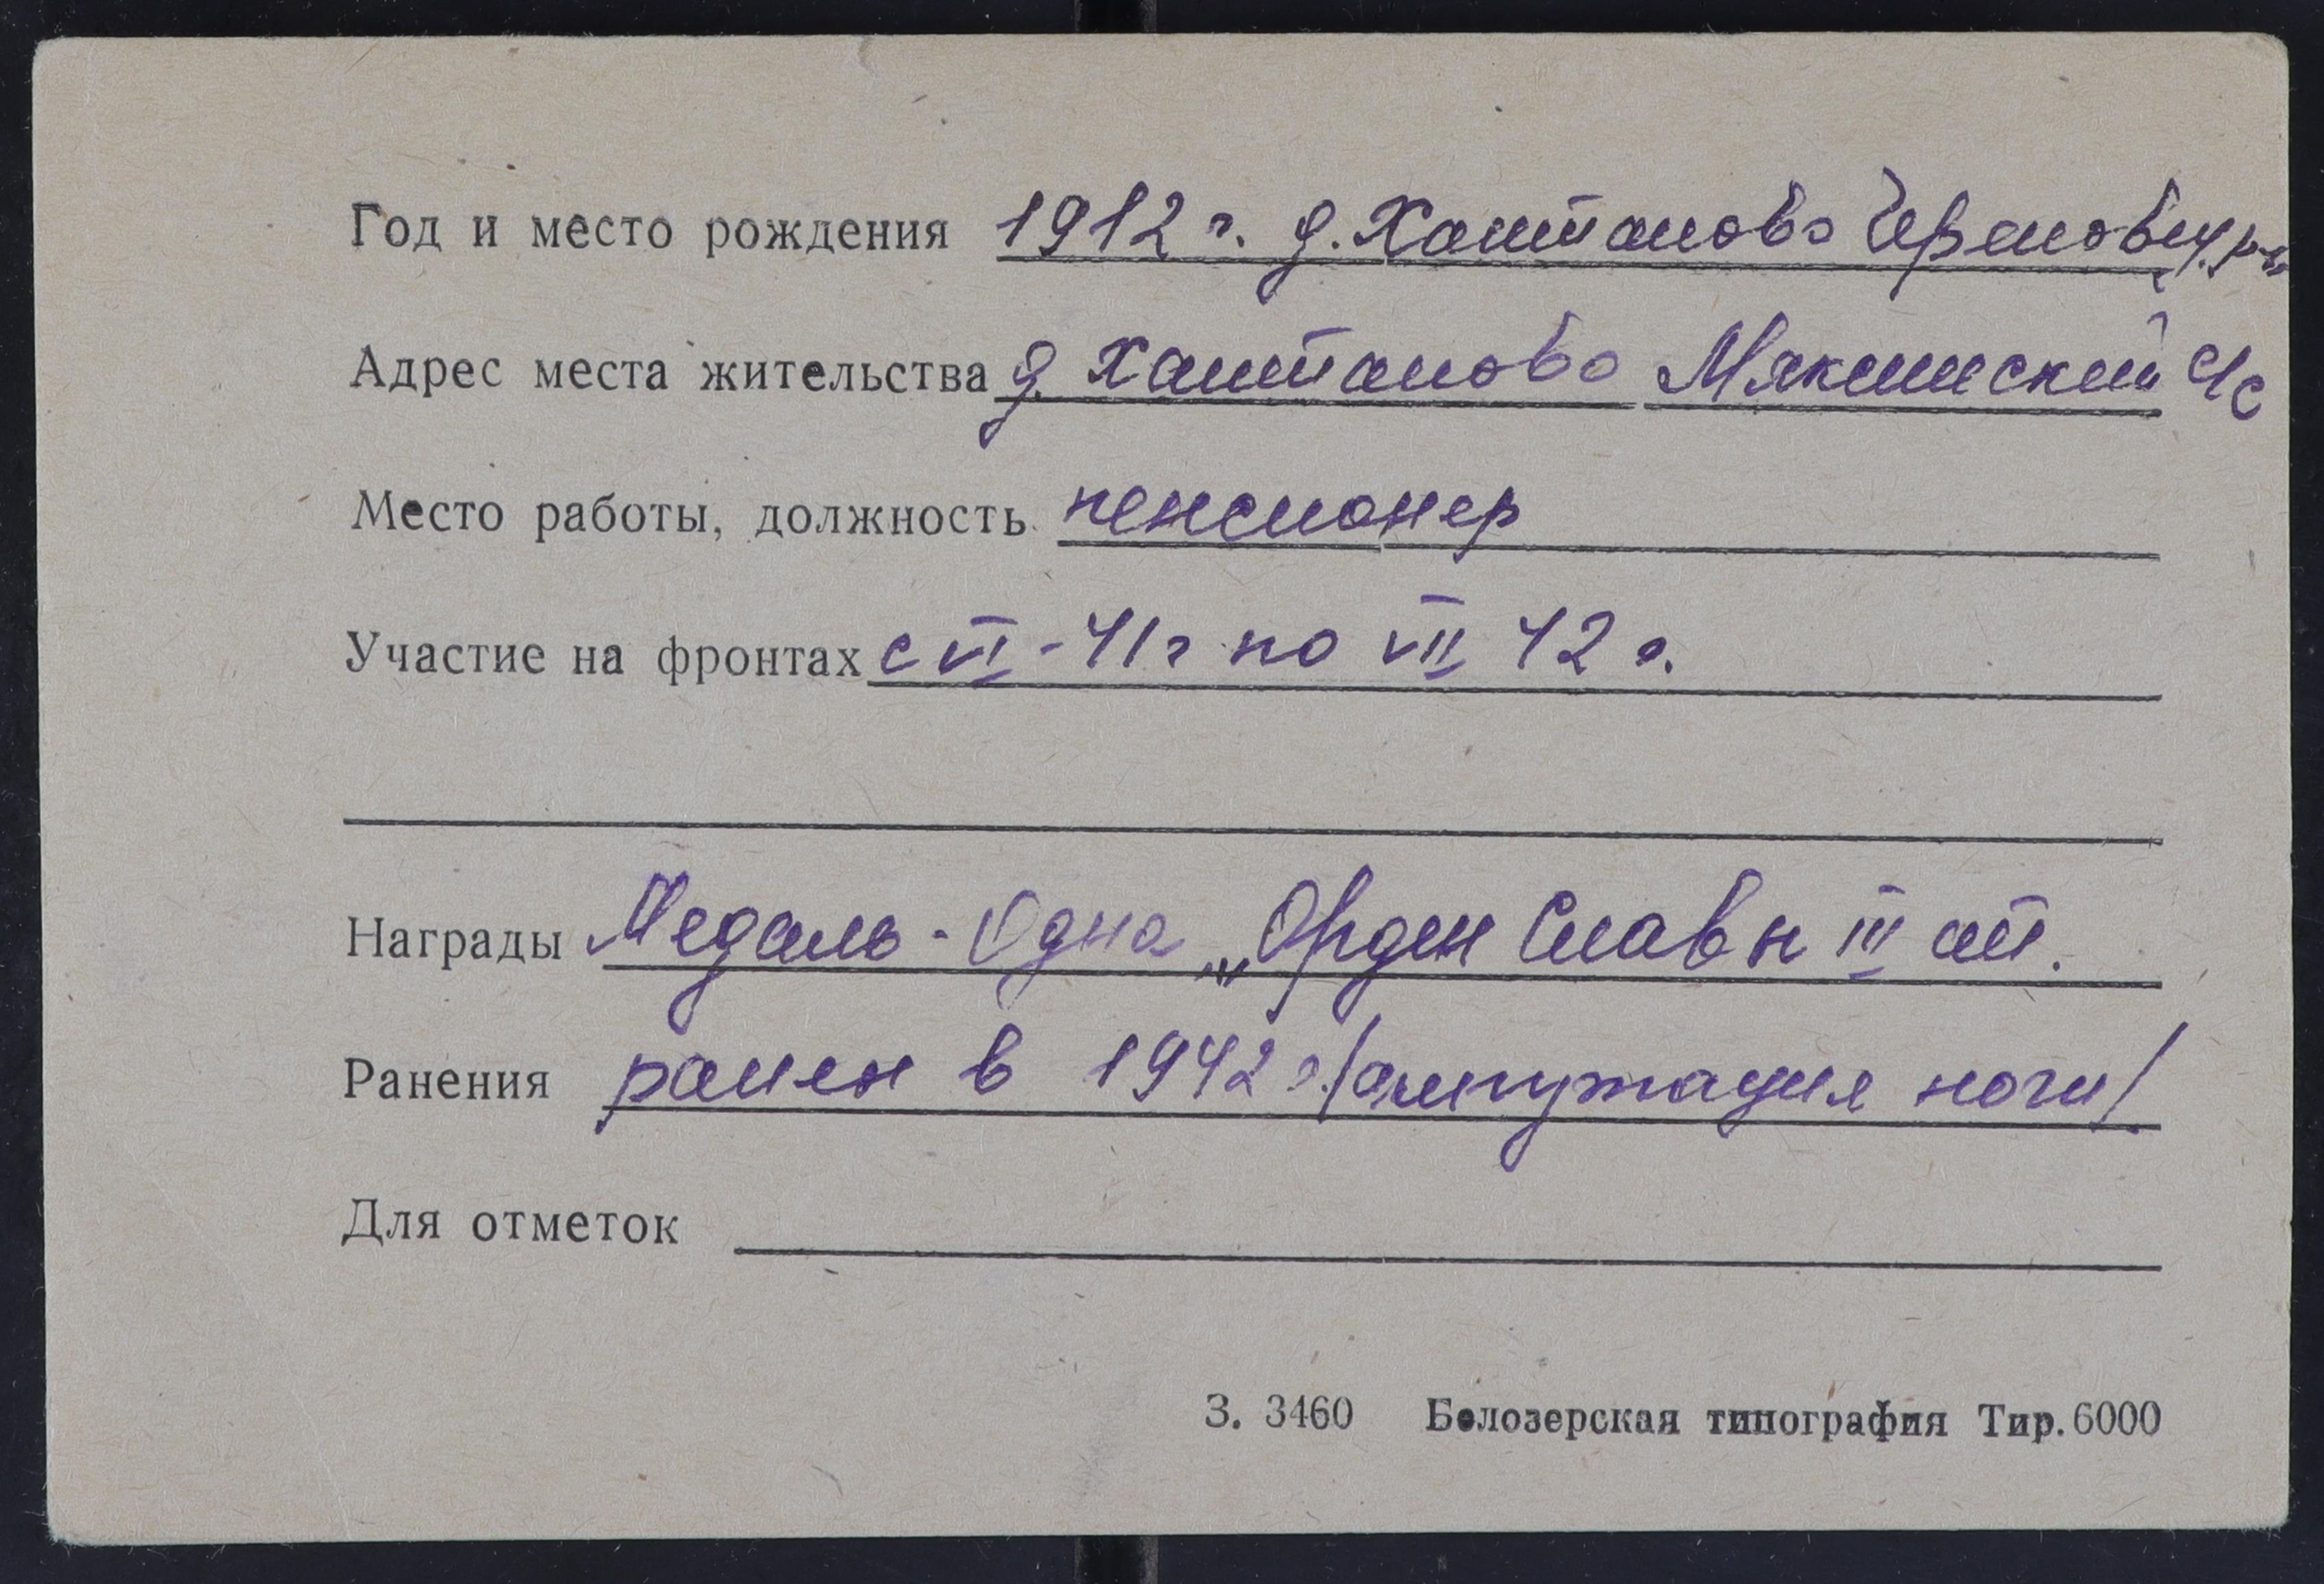 Год и место рождения 1912 г. д. Хантаново Черепов. р-н
Адрес места жительства д. Хантаново Мяксинский с/с
Место работы, должность пенсионер
Участие на фронтах с VI - 41 г по VII 42 г.
Награды Медаль - Одна „Орден Славы III ст.
Ранения ранен в 1942 г. /ампутация ноги/
Для отметок
З. 3460 Белозерская типография Тир. 6000